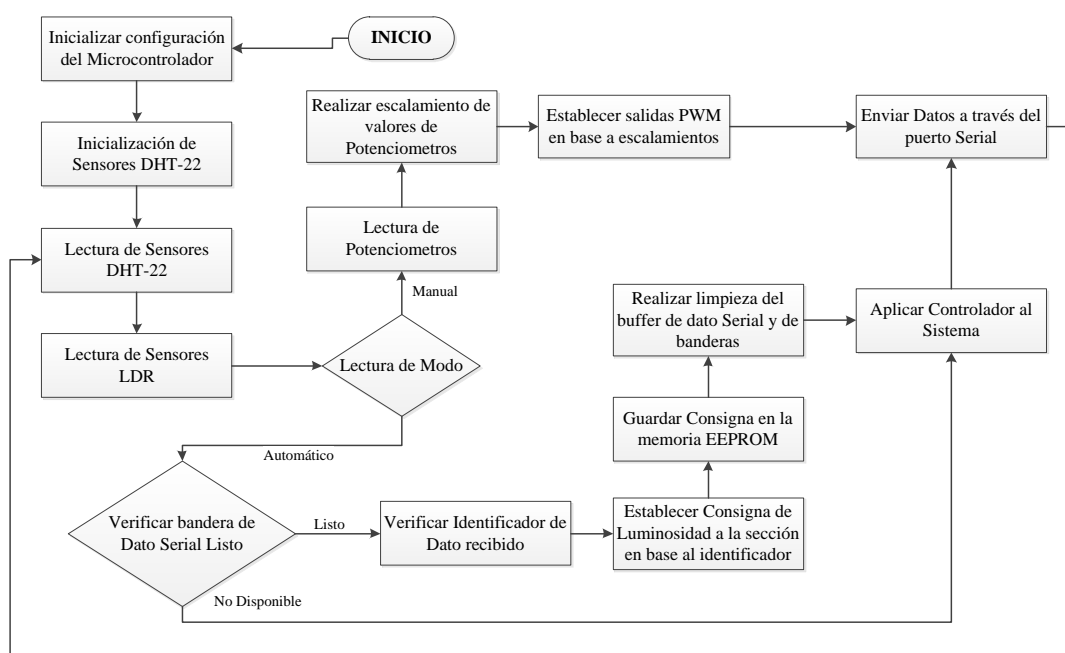 INICIO
Inicializar configuración
del Microcontrolador
Inicialización de
Sensores DHT-22
Lectura de Sensores
DHT-22
Lectura de Sensores
LDR
Lectura de Modo
Manual
Lectura de
Potenciometros
Realizar escalamiento de
valores de
Potenciometros
Establecer salidas PWM
en base a escalamientos
Enviar Datos a través del
puerto Serial
Automático
Verificar bandera de
Dato Serial Listo
Listo
Verificar Identificador de
Dato recibido
Establecer Consigna de
Luminosidad a la sección
en base al identificador
Guardar Consigna en la
memoria EEPROM
Realizar limpieza del
buffer de dato Serial y de
banderas
Aplicar Controlador al
Sistema
No Disponible